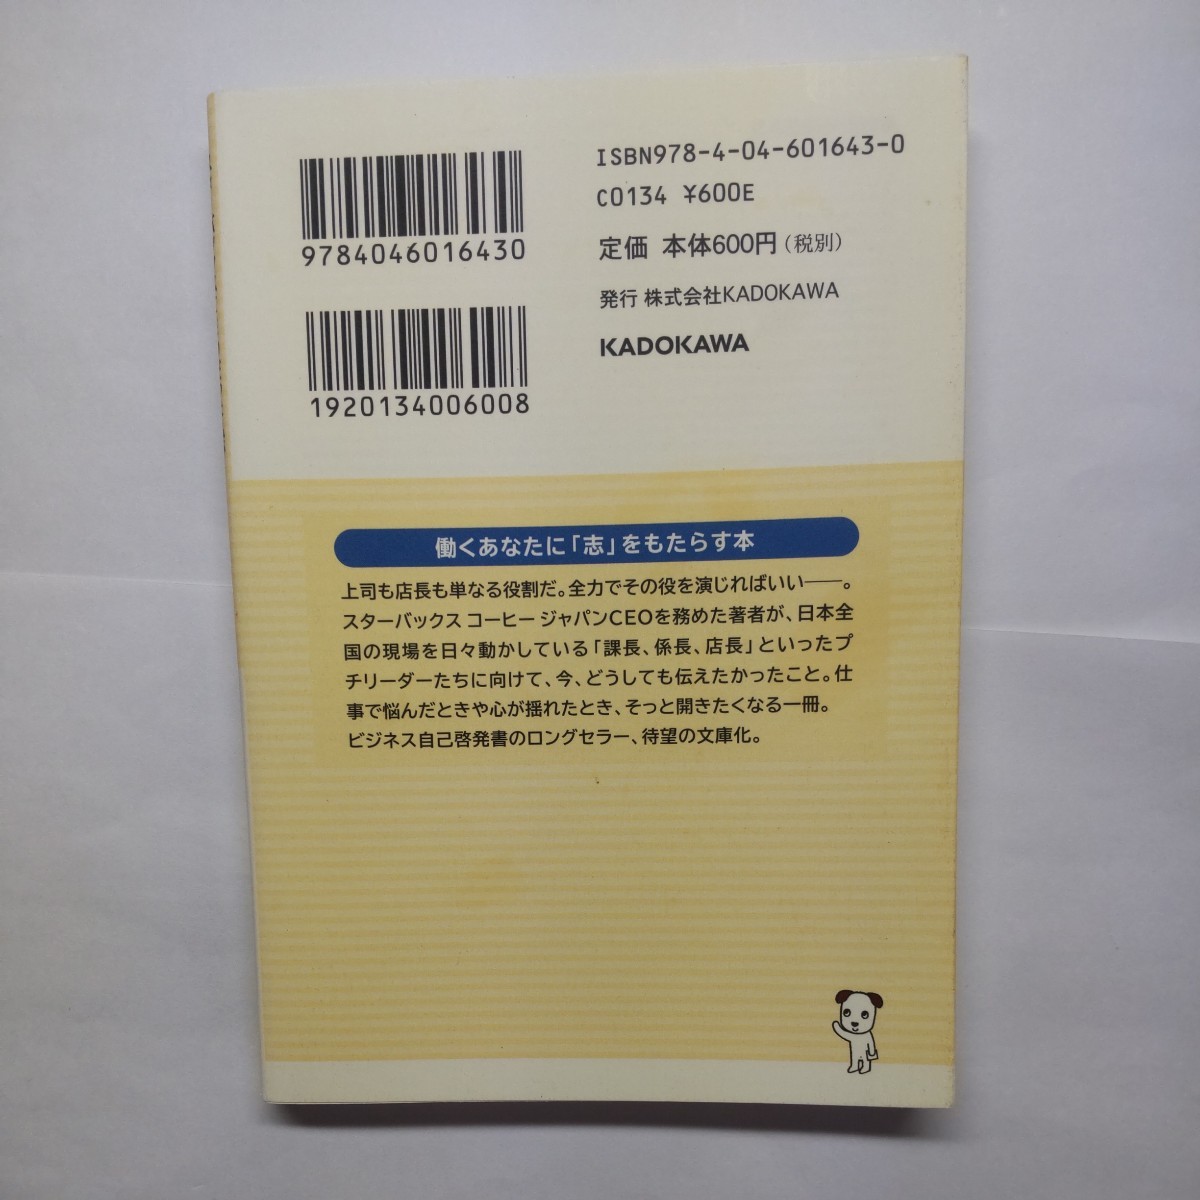 ISBN978-4-04-601643-0
C0134 ¥600E
定価 本体600円(税別)
発行 株式会社KADOKAWA
KADOKAWA
9784046016430
1920134006008
働くあなたに「志」をもたらす本
上司も店長も単なる役割だ。全力でその役を演じればいい――。
スターバックス コーヒー ジャパンCEOを務めた著者が、日本全
国の現場を日々動かしている「課長、係長、店長」といったプ
チリーダーたちに向けて、今、どうしても伝えたかったこと。仕
事で悩んだときや心が揺れたとき、そっと開きたくなる一冊。
ビジネス自己啓発書のロングセラー、待望の文庫化。